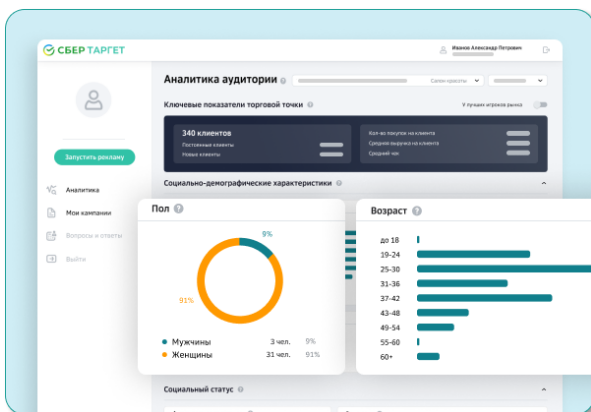 СБЕР ТАРГЕТ
Иванов Александр Петрович
Аналитика аудитории
Салон красоты
Ключевые показатели торговой точки
У лучших игроков рынка
340 клиентов
Постоянные клиенты
Новые клиенты
Кол-во покупок на клиента
Средняя выручка на клиента
Средний чек
Запустить рекламу
Аналитика
Мои кампании
Вопросы и ответы
Выйти
Социально-демографические характеристики
Пол
9%
91%
Мужчины 3 чел. 9%
Женщины 31 чел. 91%
Возраст
до 18
19-24
25-30
31-36
37-42
43-48
49-54
55-60
60+
Социальный статус